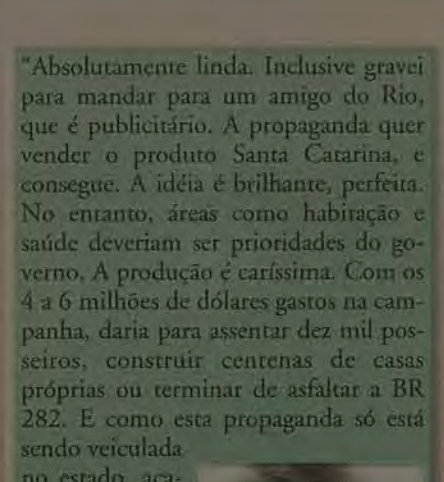 "Absolutamente linda. Inclusive gravei
para mandar para um amigo do Rio,
que é publicitário. A propaganda quer
vender o produto Santa Catarina, e
consegue. A idéia é brilhante, perfeita.
No entanto, áreas como habitação e
saúde deveriam ser prioridades do go-
verno. A produção é caríssima. Com os
4 a 6 milhões de dólares gastos na cam-
panha, daria para assentar dez mil pos-
seiros, construir centenas de casas
próprias ou terminar de asfaltar a BR
282. E como esta propaganda só está
sendo veiculada
no estado, aca-